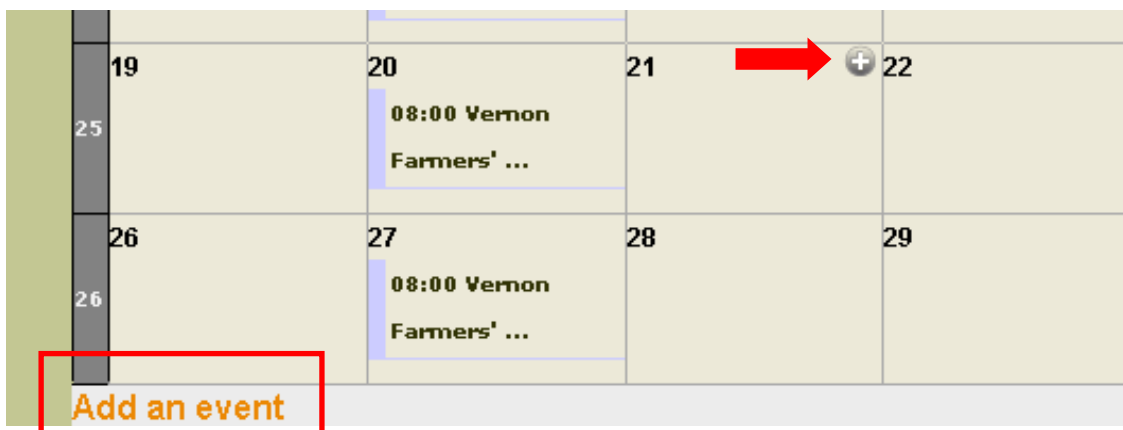 19 20 21 22
25
08:00 Vernon
Farmers' ...
26 27 28 29
26
08:00 Vernon
Farmers' ...
Add an event